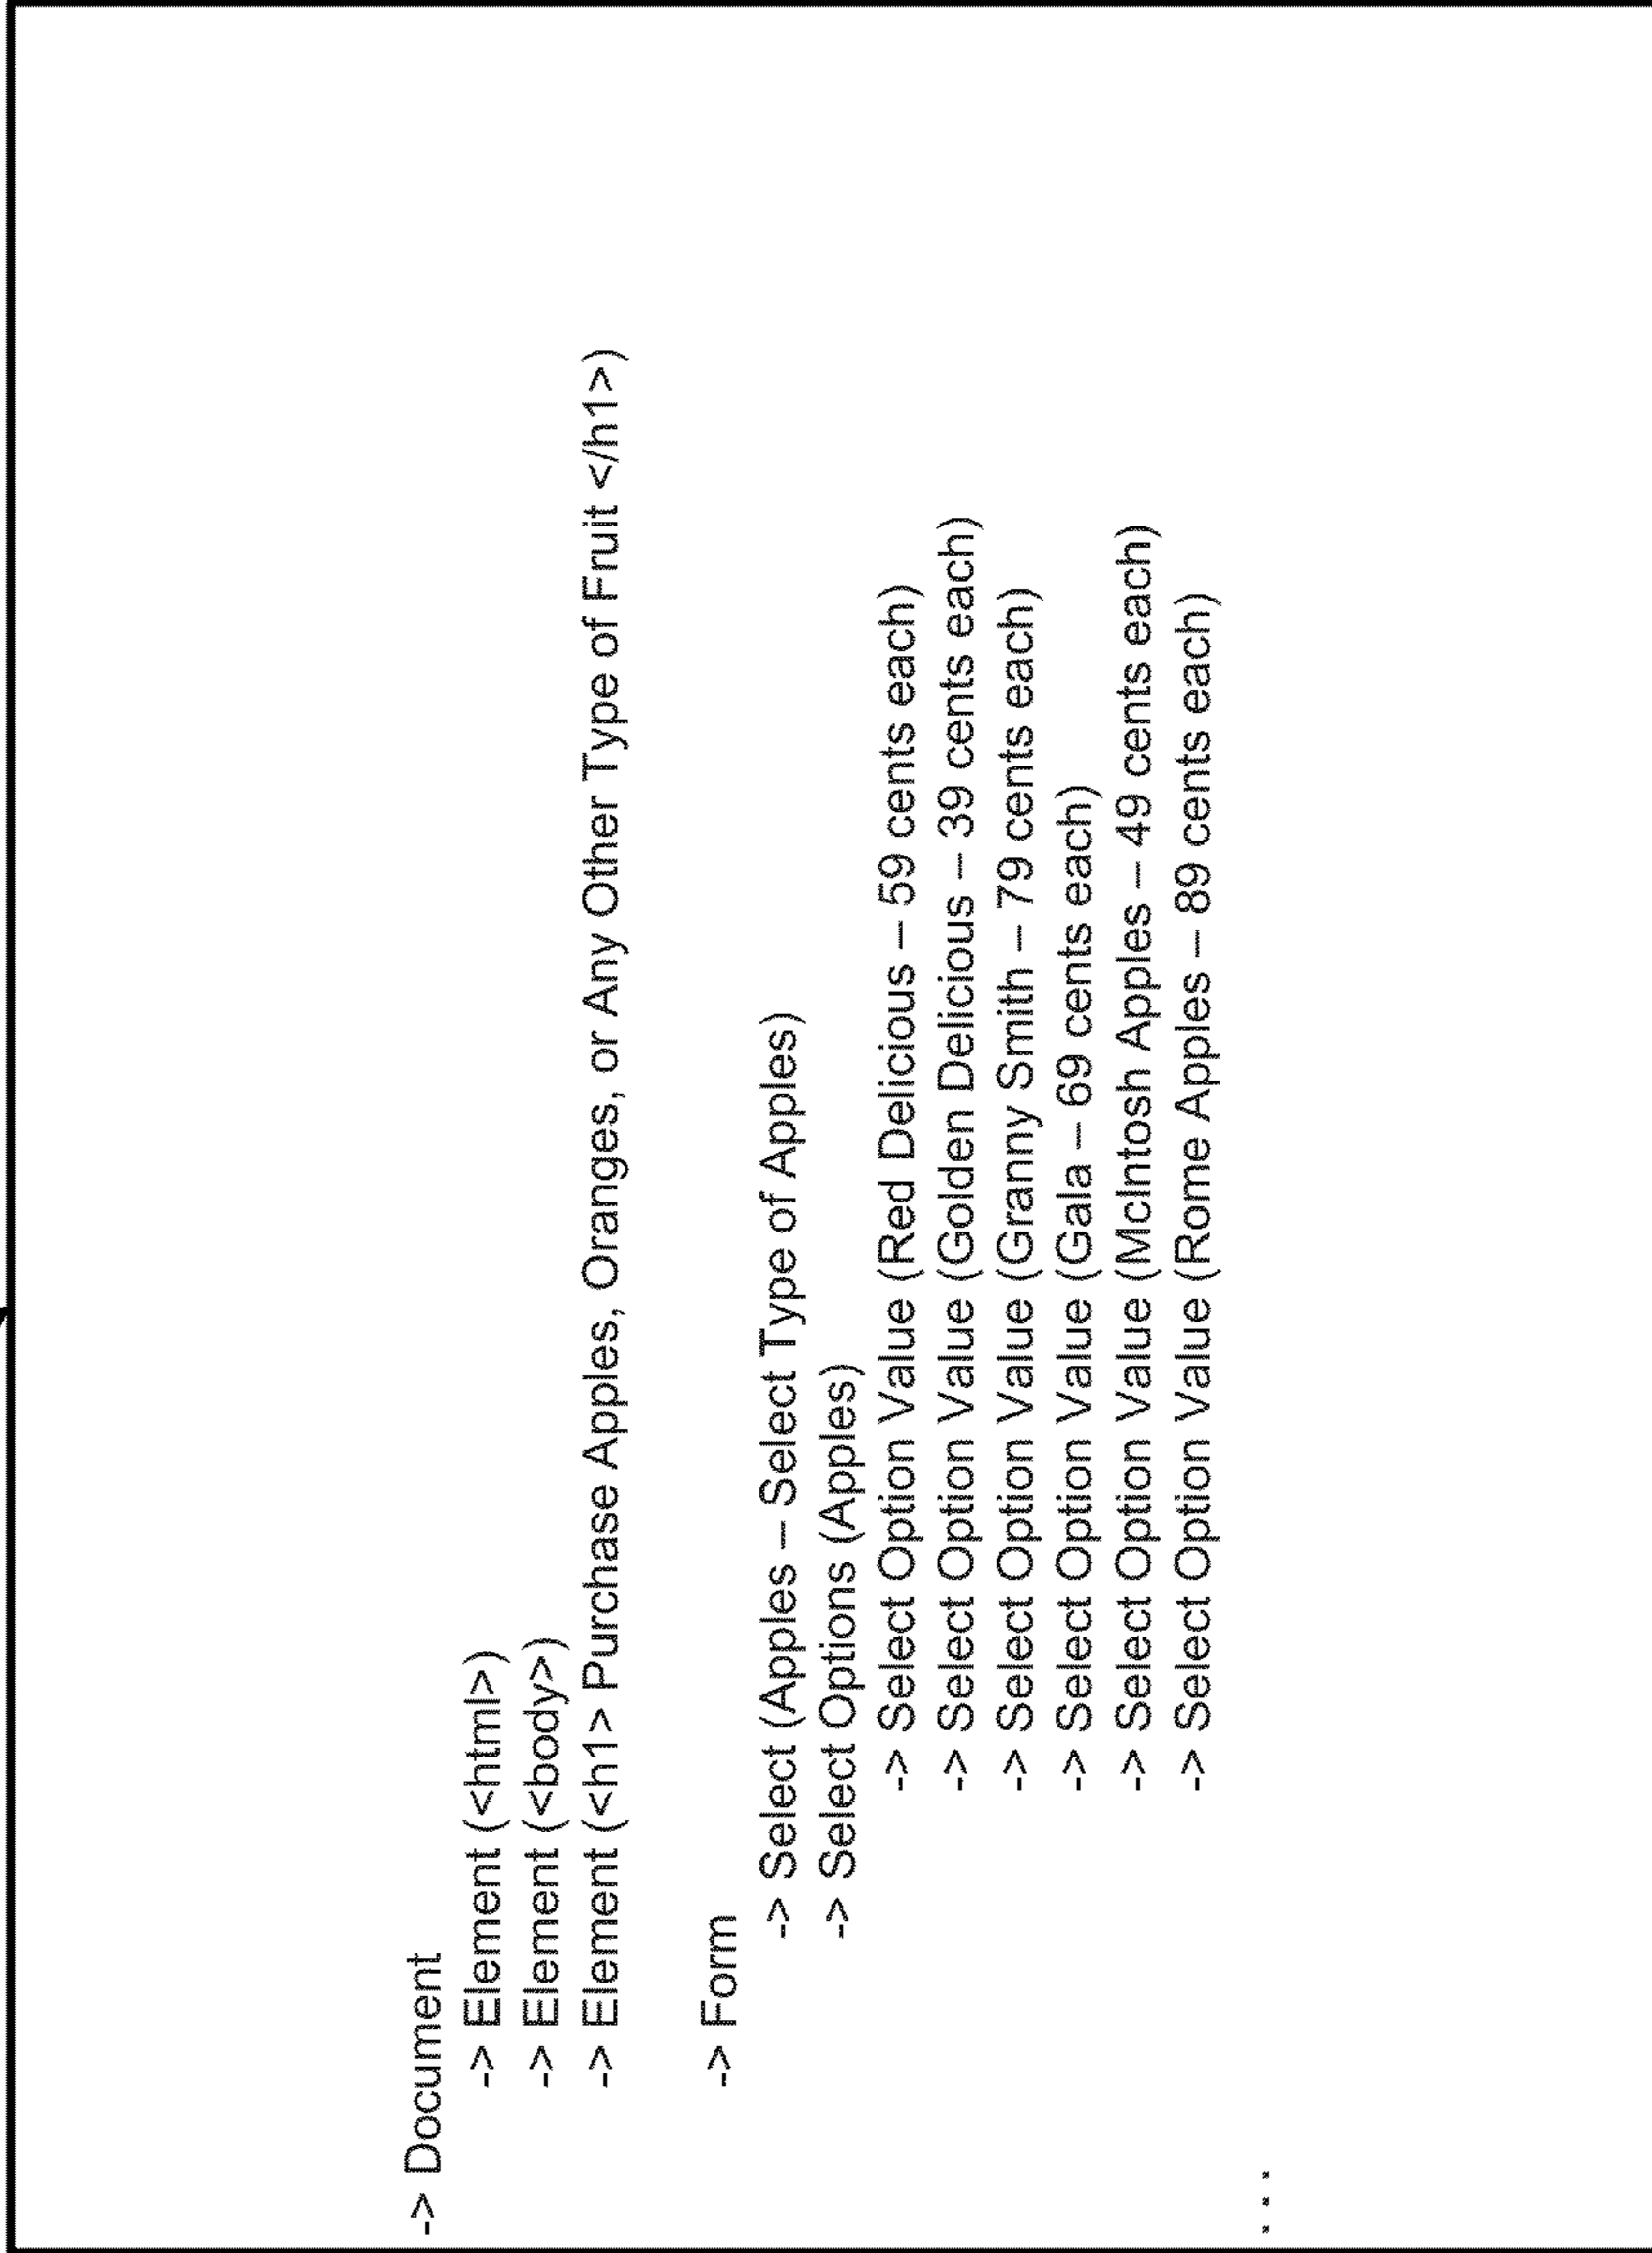 -> Document
-> Element (<html>)
-> Element (<body>)
-> Element (<h1> Purchase Apples, Oranges, or Any Other Type of Fruit </h1>)
-> Form
-> Select (Apples – Select Type of Apples)
-> Select Options (Apples)
-> Select Option Value (Red Delicious – 59 cents each)
-> Select Option Value (Golden Delicious – 39 cents each)
-> Select Option Value (Granny Smith – 79 cents each)
-> Select Option Value (Gala – 69 cents each)
-> Select Option Value (McIntosh Apples – 49 cents each)
-> Select Option Value (Rome Apples – 89 cents each)
...